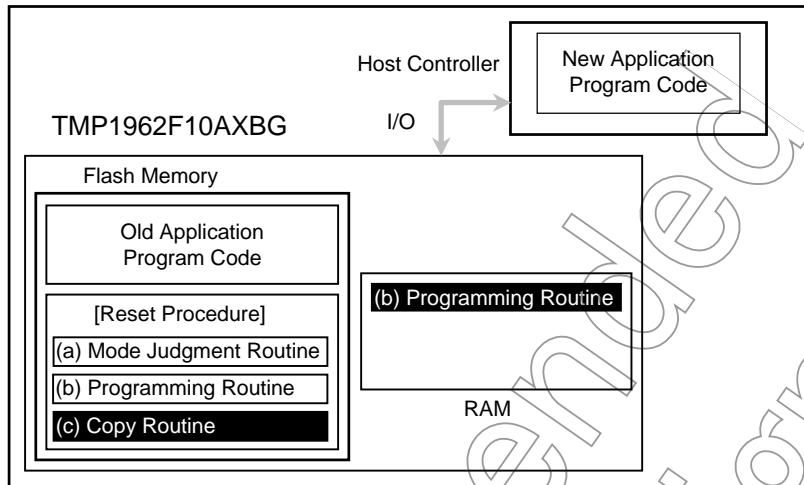 Host Controller
New Application
Program Code
TMP1962F10AXBG
I/O
Flash Memory
Old Application
Program Code
[Reset Procedure]
(a) Mode Judgment Routine
(b) Programming Routine
(c) Copy Routine
(b) Programming Routine
RAM